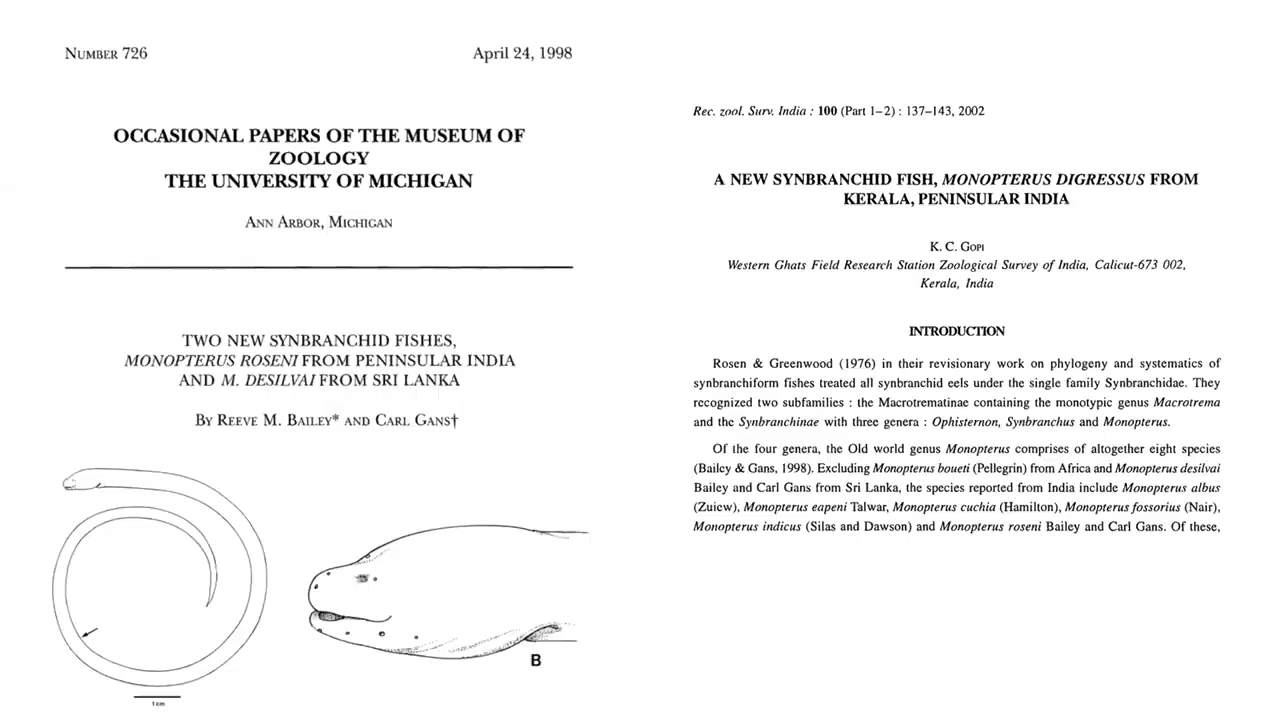 NUMBER 726
April 24, 1998
OCCASIONAL PAPERS OF THE MUSEUM OF
ZOOLOGY
THE UNIVERSITY OF MICHIGAN
ANN ARBOR, MICHIGAN
TWO NEW SYNBRANCHID FISHES,
MONOPTERUS ROSENI FROM PENINSULAR INDIA
AND M. DESILVAI FROM SRI LANKA
BY REEVE M. BAILEY* AND CARL GANS†
B
1 cm
Rec. zool. Surv. India : 100 (Part 1-2) : 137-143, 2002
A NEW SYNBRANCHID FISH, MONOPTERUS DIGRESSUS FROM
KERALA, PENINSULAR INDIA
K. C. GOPI
Western Ghats Field Research Station Zoological Survey of India, Calicut-673 002,
Kerala, India
INTRODUCTION
Rosen & Greenwood (1976) in their revisionary work on phylogeny and systematics of
synbranchiform fishes treated all synbranchid eels under the single family Synbranchidae. They
recognized two subfamilies : the Macrotrematinae containing the monotypic genus Macrotrema
and the Synbranchinae with three genera : Ophisternon, Synbranchus and Monopterus.
Of the four genera, the Old world genus Monopterus comprises of altogether eight species
(Bailey & Gans, 1998). Excluding Monopterus boueti (Pellegrin) from Africa and Monopterus desilvai
Bailey and Carl Gans from Sri Lanka, the species reported from India include Monopterus albus
(Zuiew), Monopterus eapeni Talwar, Monopterus cuchia (Hamilton), Monopterus fossorius (Nair),
Monopterus indicus (Silas and Dawson) and Monopterus roseni Bailey and Carl Gans. Of these,